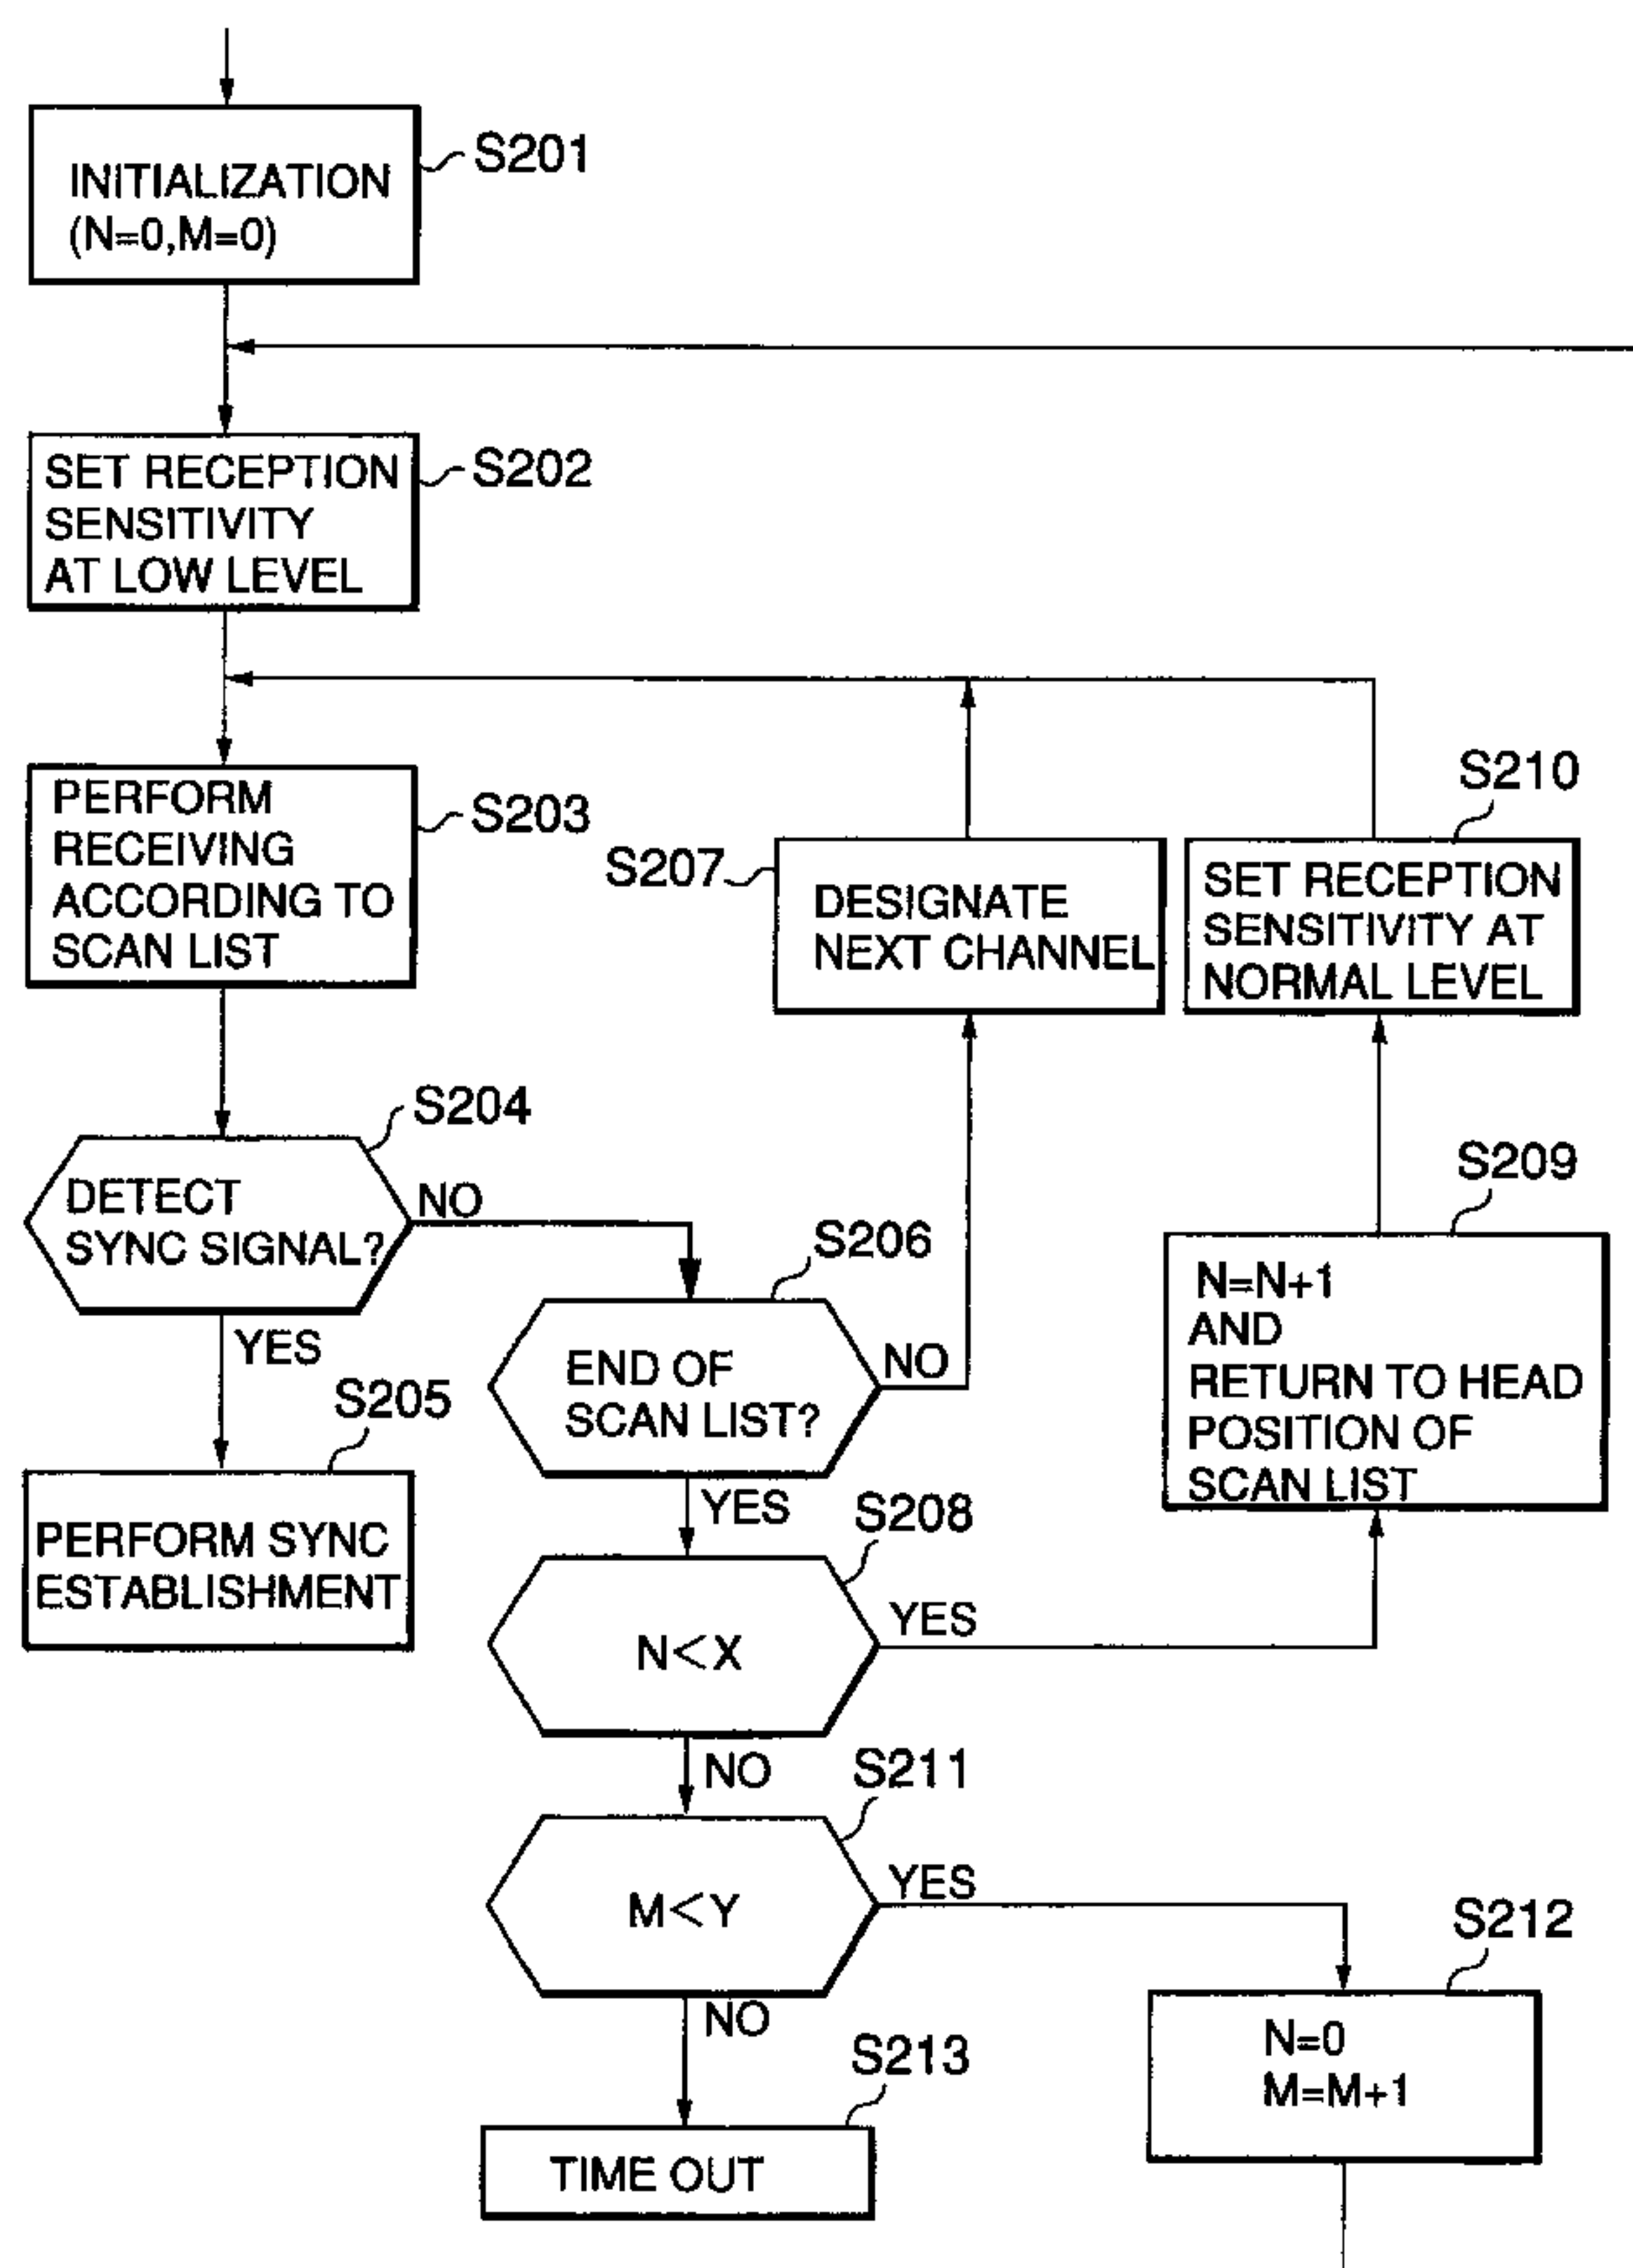 S201
INITIALIZATION
(N=0,M=0)
S202
SET RECEPTION
SENSITIVITY
AT LOW LEVEL
S203
PERFORM
RECEIVING
ACCORDING TO
SCAN LIST
S207
DESIGNATE
NEXT CHANNEL
S210
SET RECEPTION
SENSITIVITY AT
NORMAL LEVEL
S204
DETECT
SYNC SIGNAL?
NO
YES
S205
PERFORM SYNC
ESTABLISHMENT
S206
END OF
SCAN LIST?
NO
YES
S209
N=N+1
AND
RETURN TO HEAD
POSITION OF
SCAN LIST
S208
N<X
YES
NO
S211
M<Y
YES
NO
S212
N=0
M=M+1
S213
TIME OUT